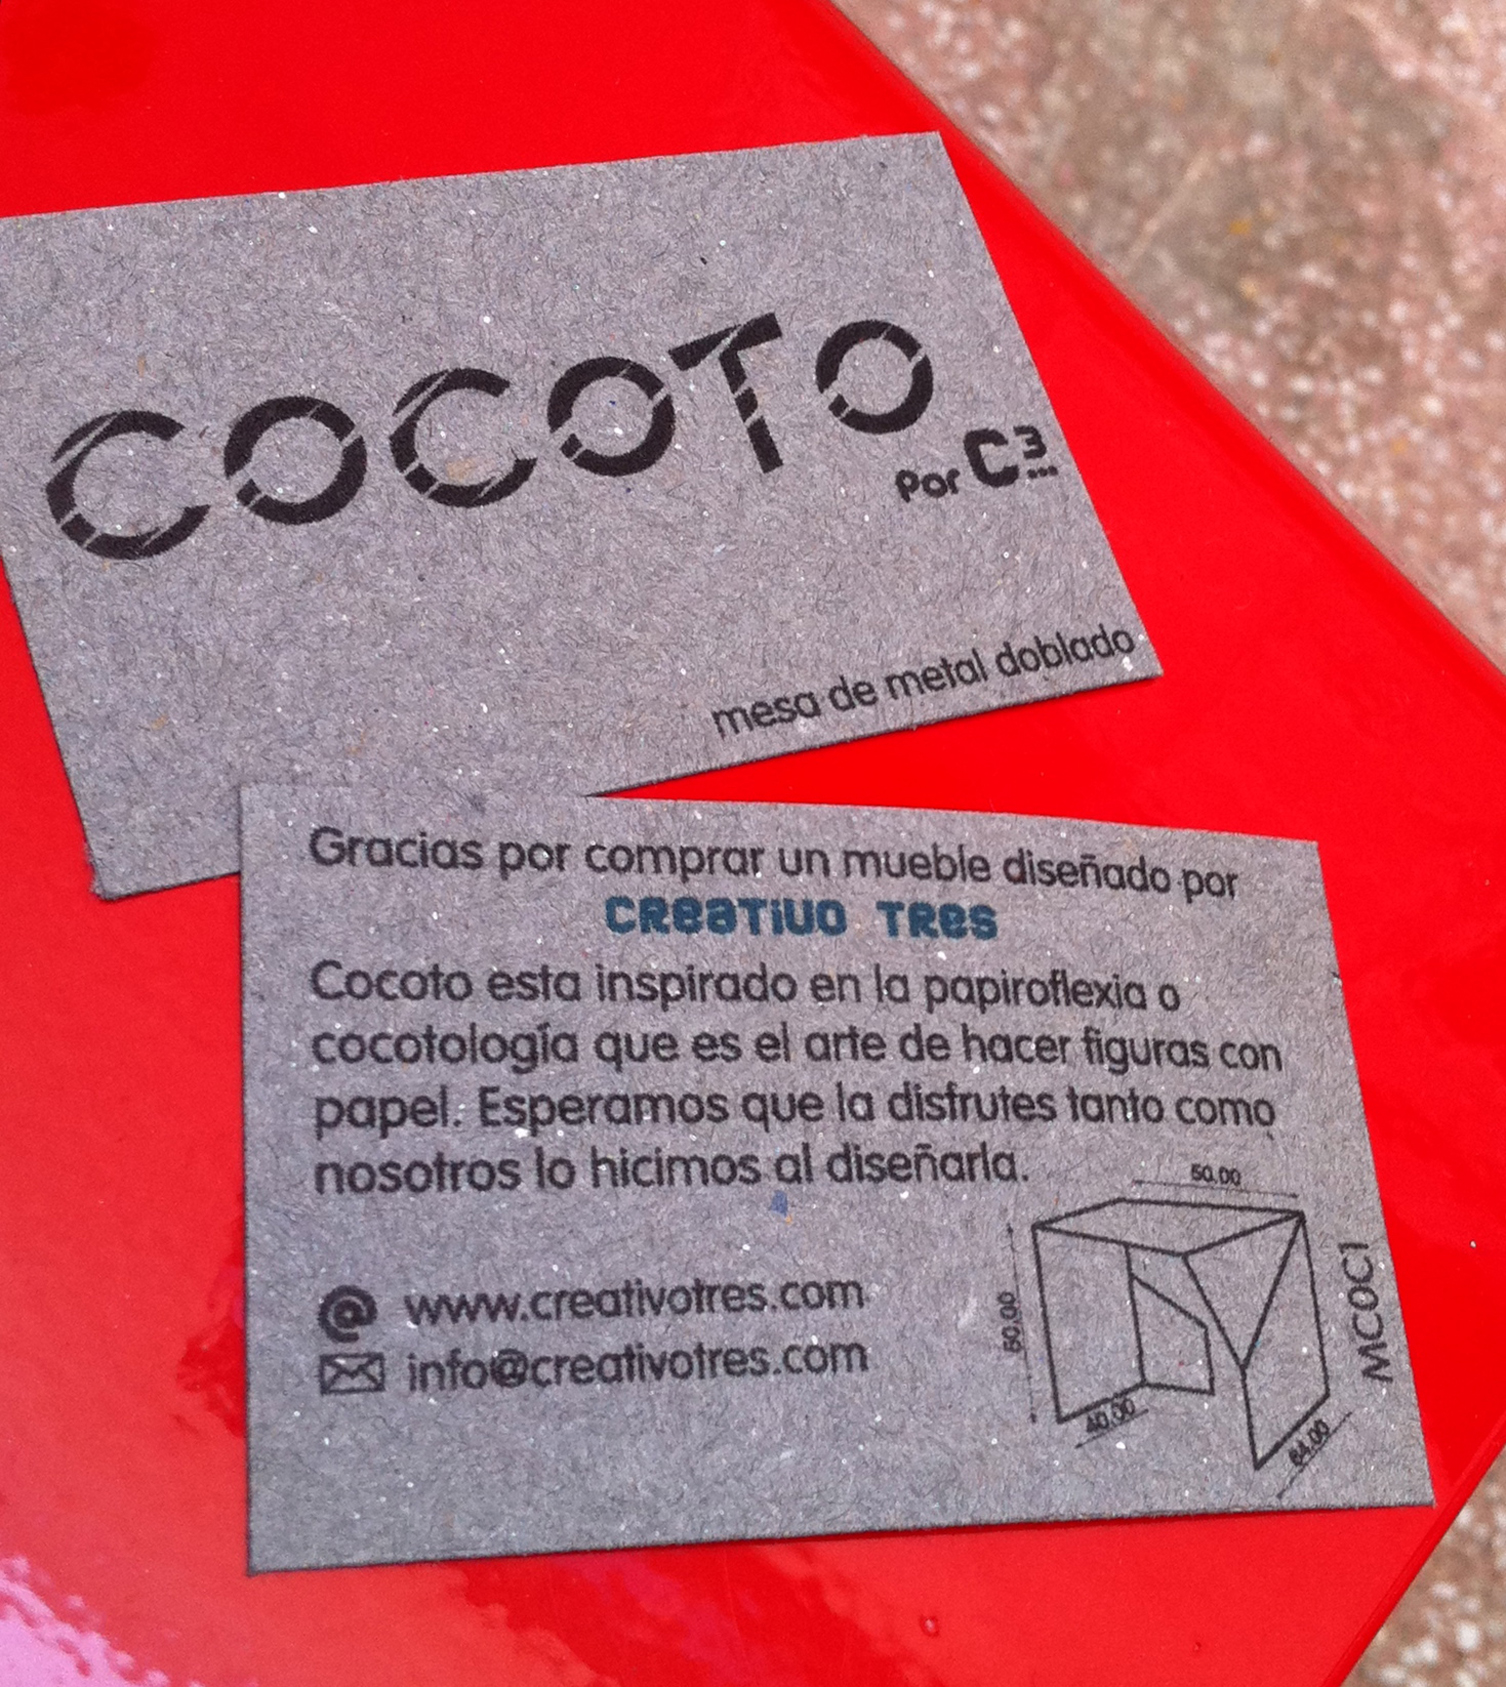 COCOTO
Por C3
mesa de metal doblado
Gracias por comprar un mueble diseñado por
CReaTiVO TRes
Cocoto esta inspirado en la papiroflexia o
cocotología que es el arte de hacer figuras con
papel. Esperamos que la disfrutes tanto como
nosotros lo hicimos al diseñarla.
50.00
50.00
MCOC1
@ www.creativotres.com
info@creativotres.com
40.00
64.00